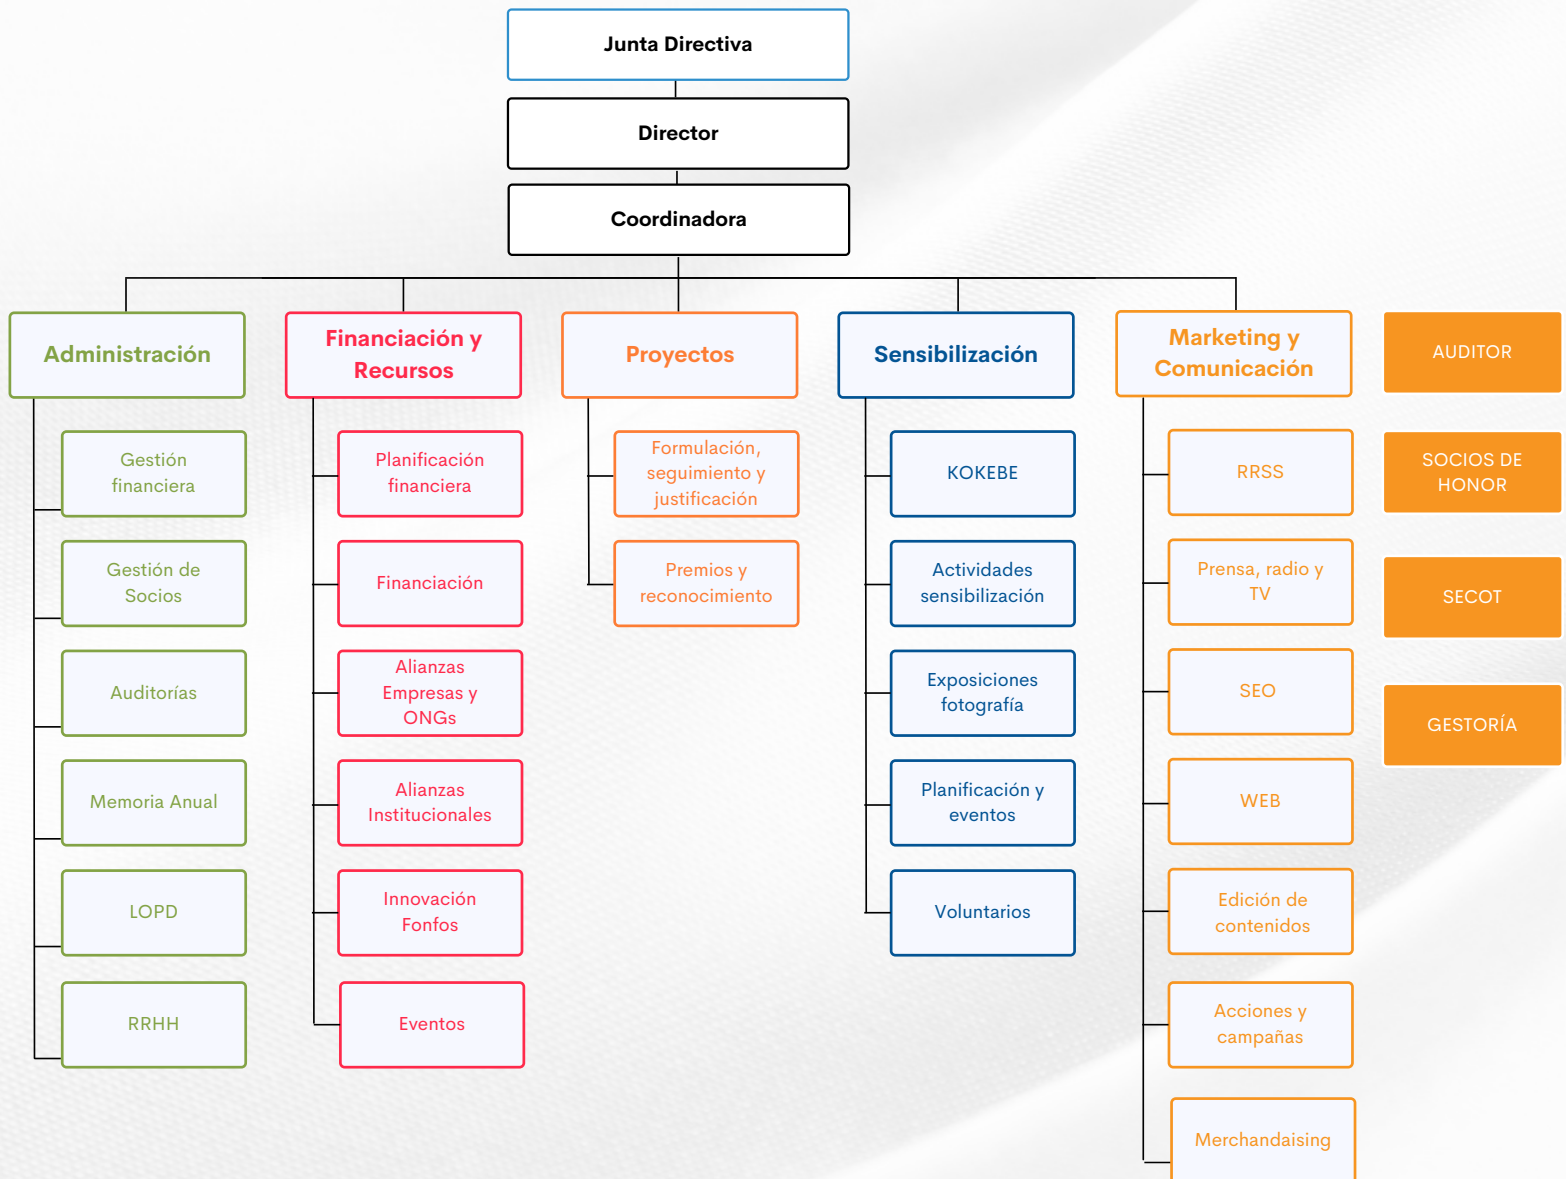 Junta Directiva
Director
Coordinadora
Administración
Gestión
financiera
Gestión de
Socios
Auditorías
Memoria Anual
LOPD
RRHH
Financiación y
Recursos
Planificación
financiera
Financiación
Alianzas
Empresas y
ONGs
Alianzas
Institucionales
Innovación
Fonfos
Eventos
Proyectos
Formulación,
seguimiento y
justificación
Premios y
reconocimiento
Sensibilización
KOKEBE
Actividades
sensibilización
Exposiciones
fotografía
Planificación y
eventos
Voluntarios
Marketing y
Comunicación
RRSS
Prensa, radio y
TV
SEO
WEB
Edición de
contenidos
Acciones y
campañas
Merchandaising
AUDITOR
SOCIOS DE
HONOR
SECOT
GESTORÍA